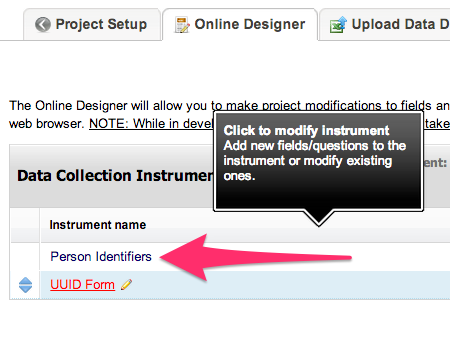 Project Setup
Online Designer
Upload Data D
The Online Designer will allow you to make project modifications to fields an
web browser. NOTE: While in devel
take
Click to modify instrument
Add new fields/questions to the
instrument or modify existing
ones.
Data Collection Instrumen
ent:
Instrument name
Person Identifiers
UUID Form